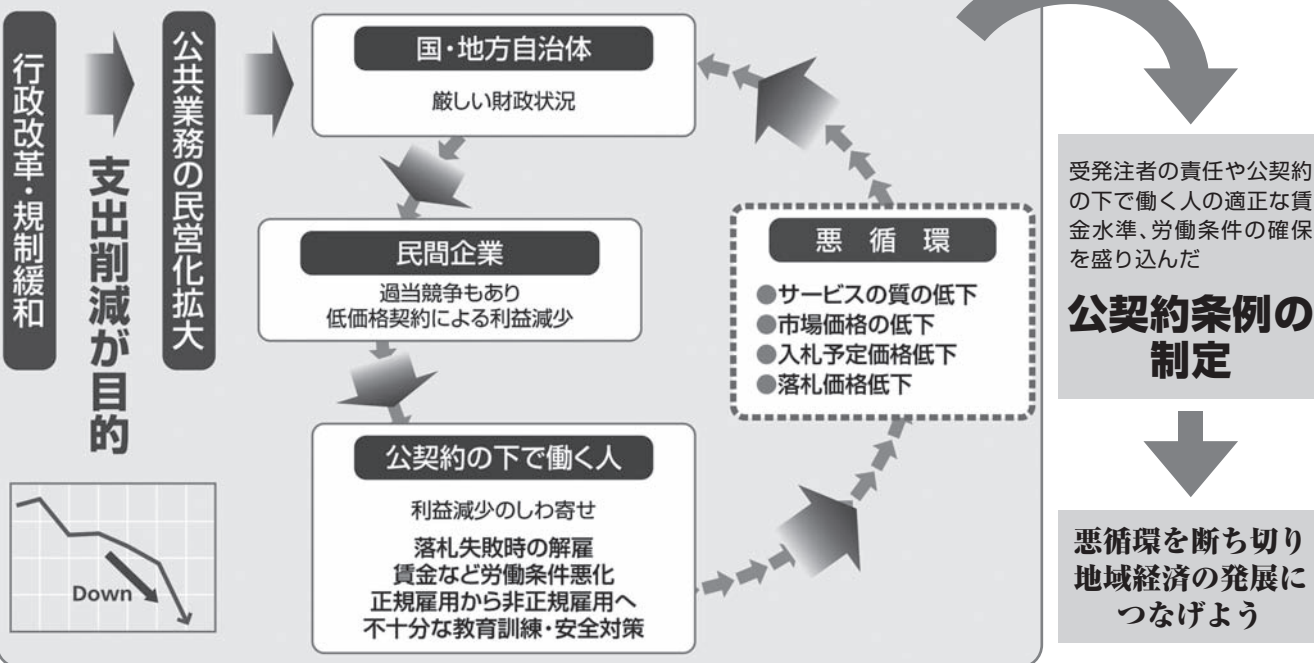 行政改革・規制緩和
支出削減が目的
公共業務の民営化拡大
Down
国・地方自治体
厳しい財政状況
民間企業
過当競争もあり
低価格契約による利益減少
公契約の下で働く人
利益減少のしわ寄せ
落札失敗時の解雇
賃金など労働条件悪化
正規雇用から非正規雇用へ
不十分な教育訓練・安全対策
悪循環
●サービスの質の低下
●市場価格の低下
●入札予定価格低下
●落札価格低下
受発注者の責任や公契約
の下で働く人の適正な賃
金水準、労働条件の確保
を盛り込んだ
公契約条例の
制定
悪循環を断ち切り
地域経済の発展に
つなげよう